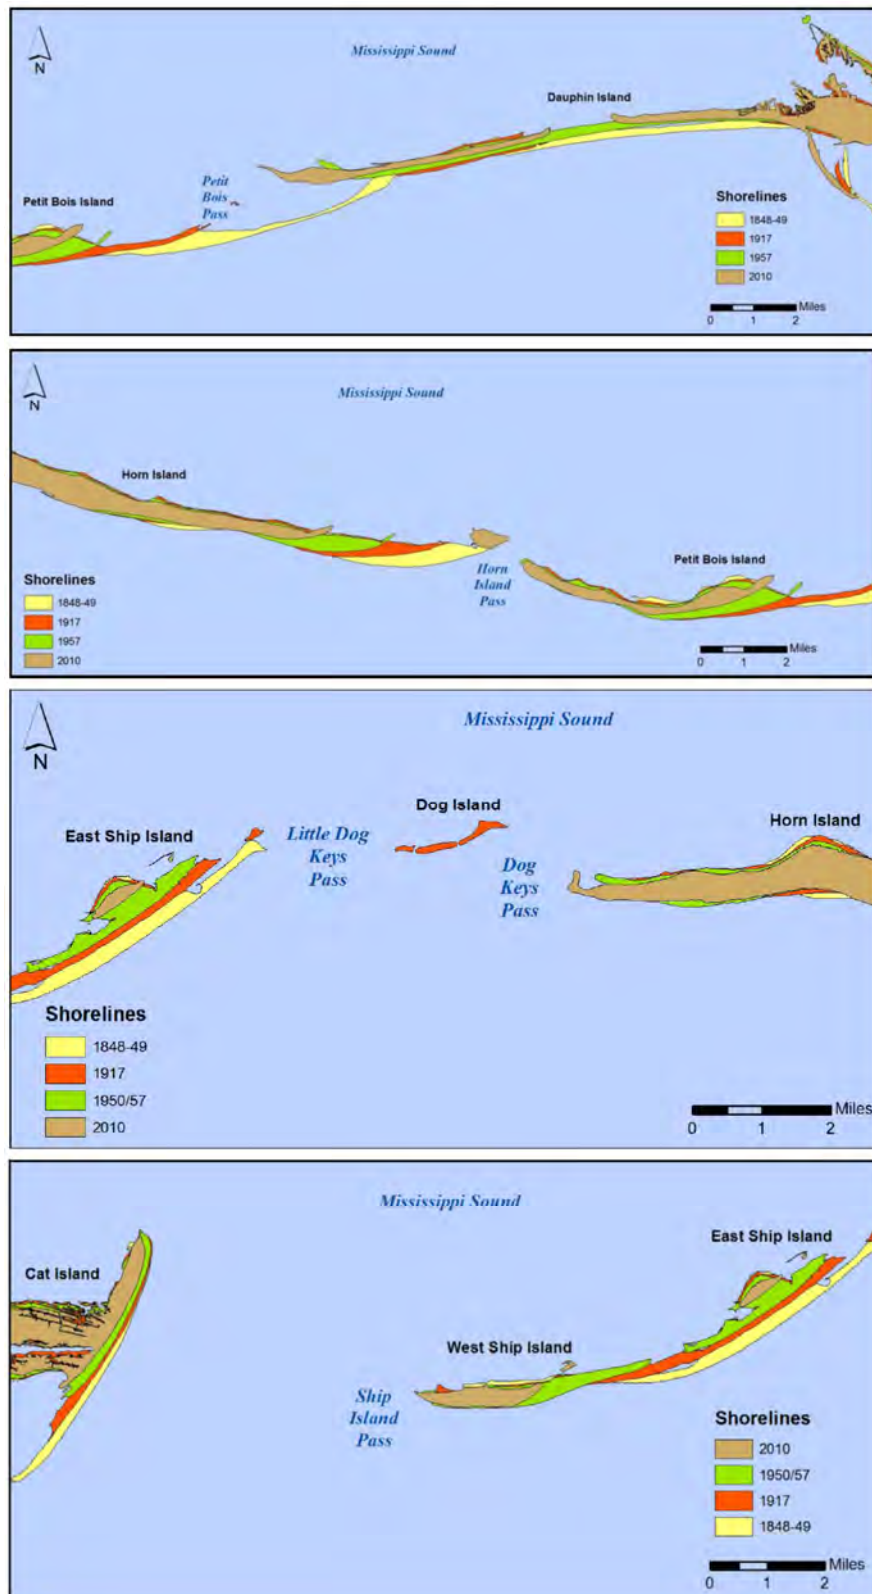 Mississippi Sound
N
Dauphin Island
Petit Bois Island
Petit
Bois
Pass
Shorelines
1848-49
1917
1957
2010
Miles
0 1 2
Mississippi Sound
N
Horn Island
Petit Bois Island
Horn
Island
Pass
Shorelines
1848-49
1917
1957
2010
Miles
0 1 2
Mississippi Sound
N
Dog Island
East Ship Island
Little Dog
Keys
Pass
Horn Island
Dog
Keys
Pass
Shorelines
1848-49
1917
1950/57
2010
Miles
0 1 2
Mississippi Sound
East Ship Island
Cat Island
West Ship Island
Ship
Island
Pass
Shorelines
2010
1950/57
1917
1848-49
Miles
0 1 2